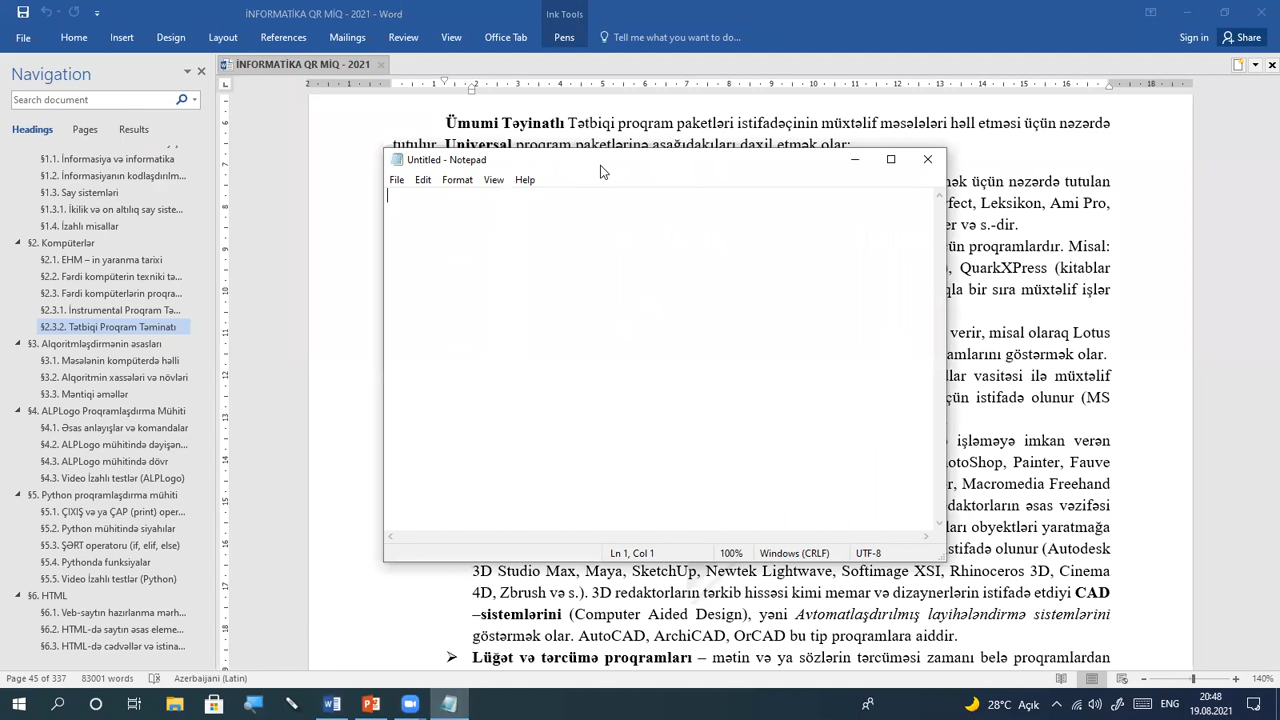 İNFORMATİKA QR MİQ - 2021 - Word
Ink Tools
File Home Insert Design Layout References Mailings Review View Office Tab Pens Tell me what you want to do... Sign in Share
İNFORMATİKA QR MİQ - 2021
Navigation
Search document
Headings Pages Results
§1.1. İnformasiya və informatika
§1.2. İnformasiyanın kodlaşdırılm...
§1.3. Say sistemləri
§1.3.1. İkilik və on altılıq say siste...
§1.4. İzahlı misallar
§2. Kompüterlər
§2.1. EHM – in yaranma tarixi
§2.2. Fərdi kompüterin texniki tə...
§2.3. Fərdi kompüterlərin proqra...
§2.3.1. İnstrumental Proqram Tə...
§2.3.2. Tətbiqi Proqram Təminatı
§3. Alqoritmləşdirmənin əsasları
§3.1. Məsələnin kompüterdə həlli
§3.2. Alqoritmin xassələri və növləri
§3.3. Məntiqi əməllər
§4. ALPLogo Proqramlaşdırma Mühiti
§4.1. Əsas anlayışlar və komandalar
§4.2. ALPLogo mühitində dəyişən...
§4.3. ALPLogo mühitində dövr
§4.3. Video İzahlı testlər (ALPLogo)
§5. Python proqramlaşdırma mühiti
§5.1. ÇIXIŞ və ya ÇAP (print) oper...
§5.2. Python mühitində siyahılar
§5.3. ŞƏRT operatoru (if, elif, else)
§5.4. Pythonda funksiyalar
§5.5. Video İzahlı testlər (Python)
§6. HTML
§6.1. Veb-saytın hazırlanma mərh...
§6.2. HTML-də saytın əsas eleme...
§6.3. HTML-də cədvəllər və istina...
Ümumi Təyinatlı Tətbiqi proqram paketləri istifadəçinin müxtəlif məsələləri həll etməsi üçün nəzərdə
tutulur. Universal proqram paketlərinə aşağıdakıları daxil etmək olar:
Untitled - Notepad
File Edit Format View Help
Ln 1, Col 1 100% Windows (CRLF) UTF-8
mək üçün nəzərdə tutulan
rfect, Leksikon, Ami Pro,
er və s.-dir.
ün proqramlardır. Misal:
), QuarkXPress (kitablar
qla bir sıra müxtəlif işlər
verir, misal olaraq Lotus
amlarını göstərmək olar.
llar vasitəsi ilə müxtəlif
çün istifadə olunur (MS
ə işləməyə imkan verən
otoShop, Painter, Fauve
r, Macromedia Freehand
daktorların əsas vəzifəsi
ları obyektləri yaratmağa
stifadə olunur (Autodesk
3D Studio Max, Maya, SketchUp, Newtek Lightwave, Softimage XSI, Rhinoceros 3D, Cinema
4D, Zbrush və s.). 3D redaktorların tərkib hissəsi kimi memar və dizaynerlərin istifadə etdiyi CAD
–sistemlərini (Computer Aided Design), yəni Avtomatlaşdırılmış layihələndirmə sistemlərini
göstərmək olar. AutoCAD, ArchiCAD, OrCAD bu tip proqramlara aiddir.
➢ Lüğət və tərcümə proqramları – mətin və ya sözlərin tərcüməsi zamanı belə proqramlardan
Page 45 of 337 83001 words Azerbaijani (Latin) 140%
28°C Açıq ENG 20:48
19.08.2021